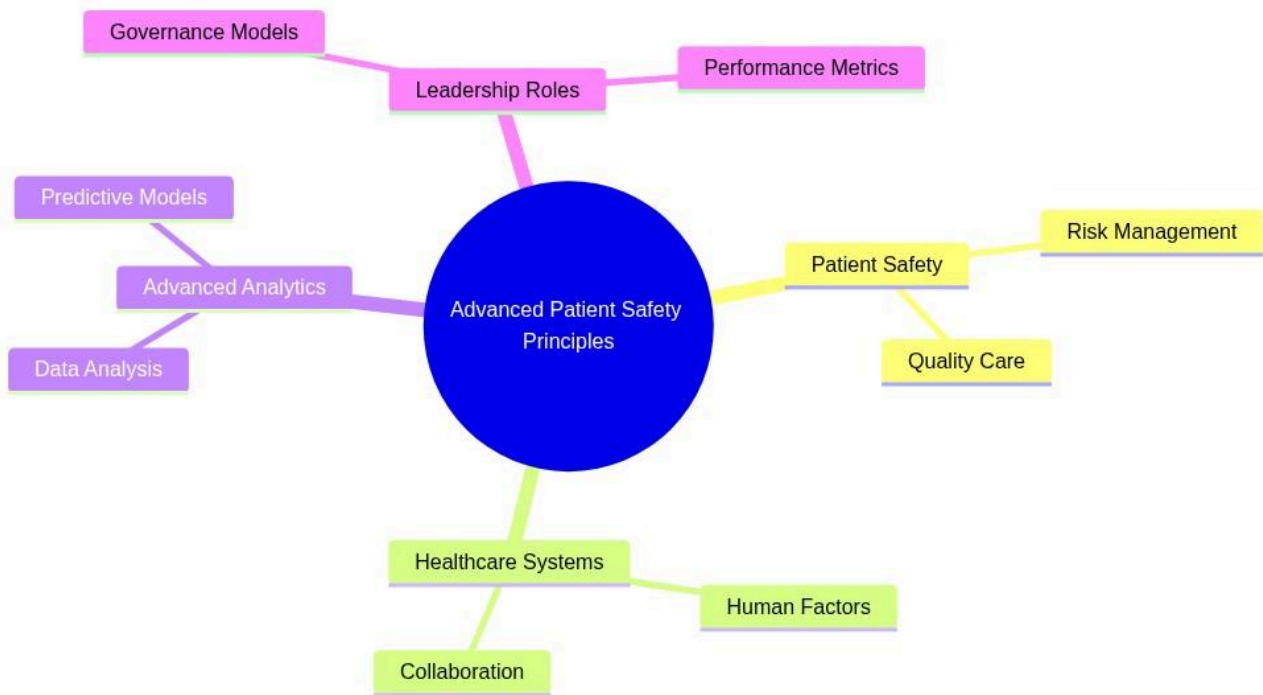 Governance Models
Leadership Roles
Performance Metrics
Predictive Models
Advanced Analytics
Data Analysis
Advanced Patient Safety
Principles
Patient Safety
Risk Management
Quality Care
Healthcare Systems
Human Factors
Collaboration